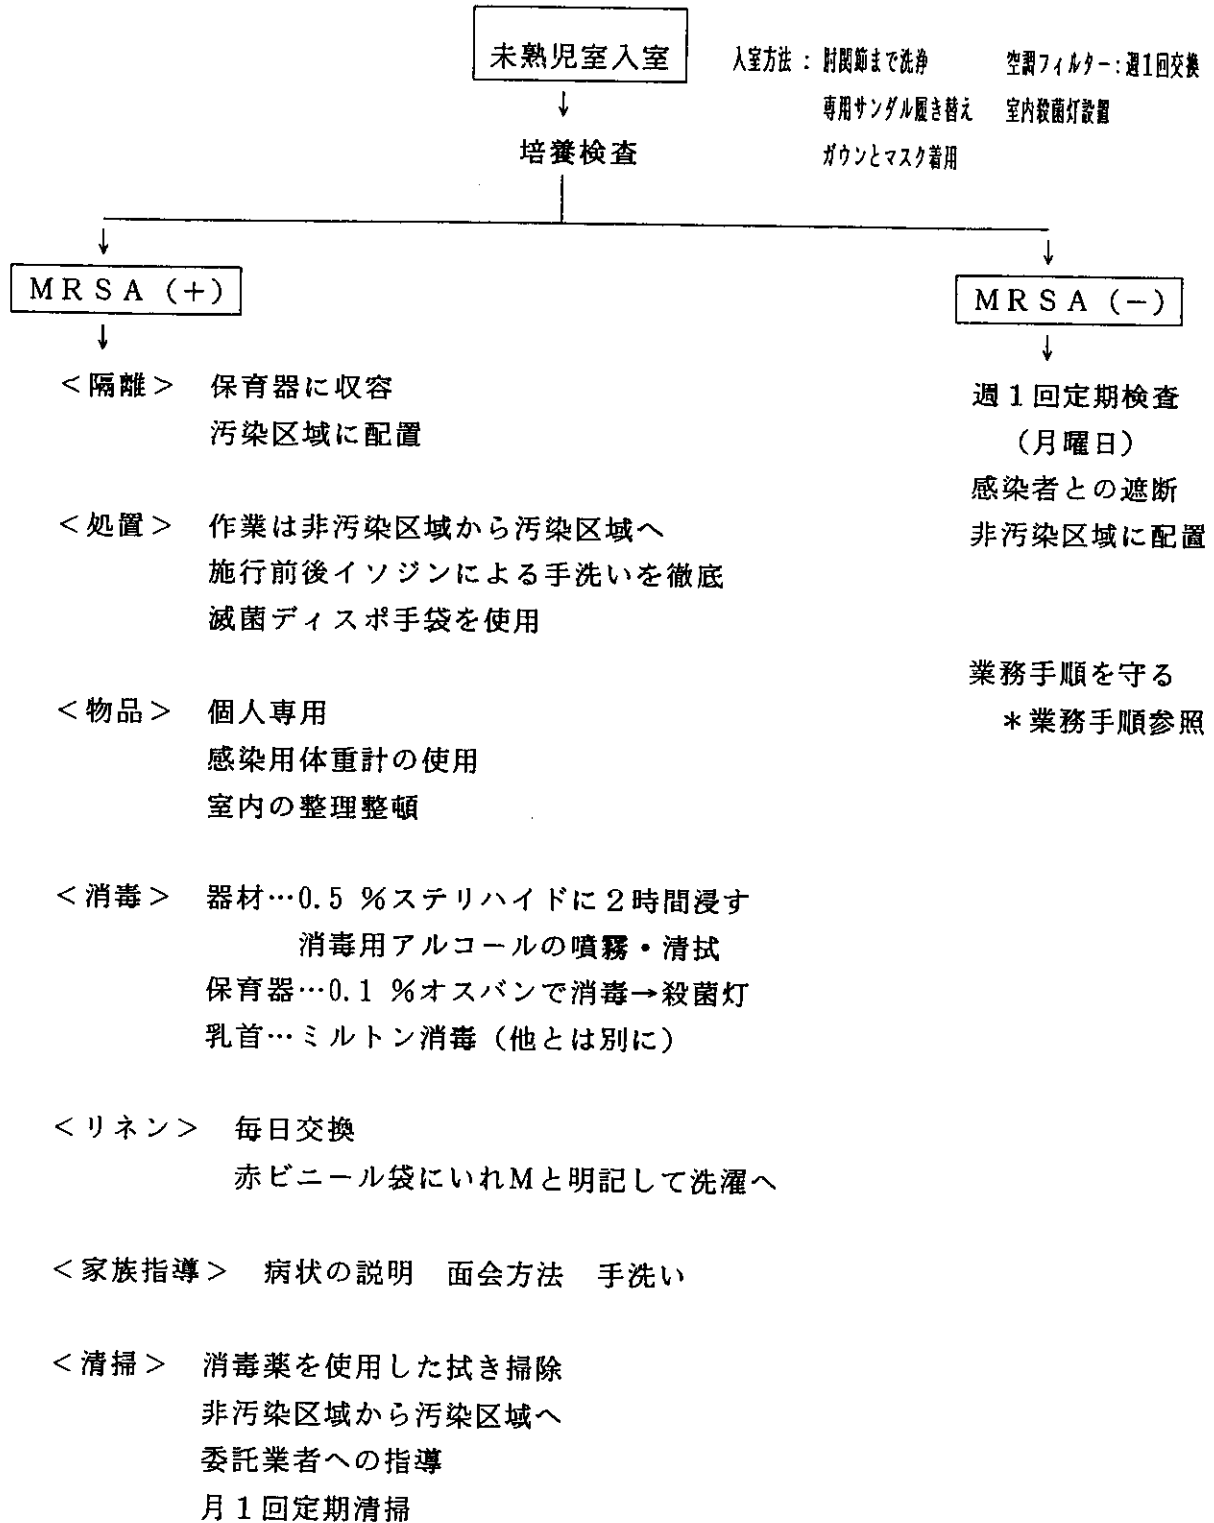 未熟児室入室
入室方法：肘関節まで洗浄
専用サンダル履き替え
ガウンとマスク着用
空調フィルター：週1回交換
室内殺菌灯設置
↓
培養検査
↓
MRSA（+）
↓
＜隔離＞　保育器に収容
汚染区域に配置
＜処置＞　作業は非汚染区域から汚染区域へ
施行前後イソジンによる手洗いを徹底
滅菌ディスポ手袋を使用
＜物品＞　個人専用
感染用体重計の使用
室内の整理整頓
＜消毒＞　器材…0.5 %ステリハイドに2時間浸す
消毒用アルコールの噴霧・清拭
保育器…0.1 %オスバンで消毒→殺菌灯
乳首…ミルトン消毒（他とは別に）
＜リネン＞　毎日交換
赤ビニール袋にいれMと明記して洗濯へ
＜家族指導＞　病状の説明　面会方法　手洗い
＜清掃＞　消毒薬を使用した拭き掃除
非汚染区域から汚染区域へ
委託業者への指導
月1回定期清掃
↓
MRSA（－）
↓
週1回定期検査
（月曜日）
感染者との遮断
非汚染区域に配置
業務手順を守る
＊業務手順参照